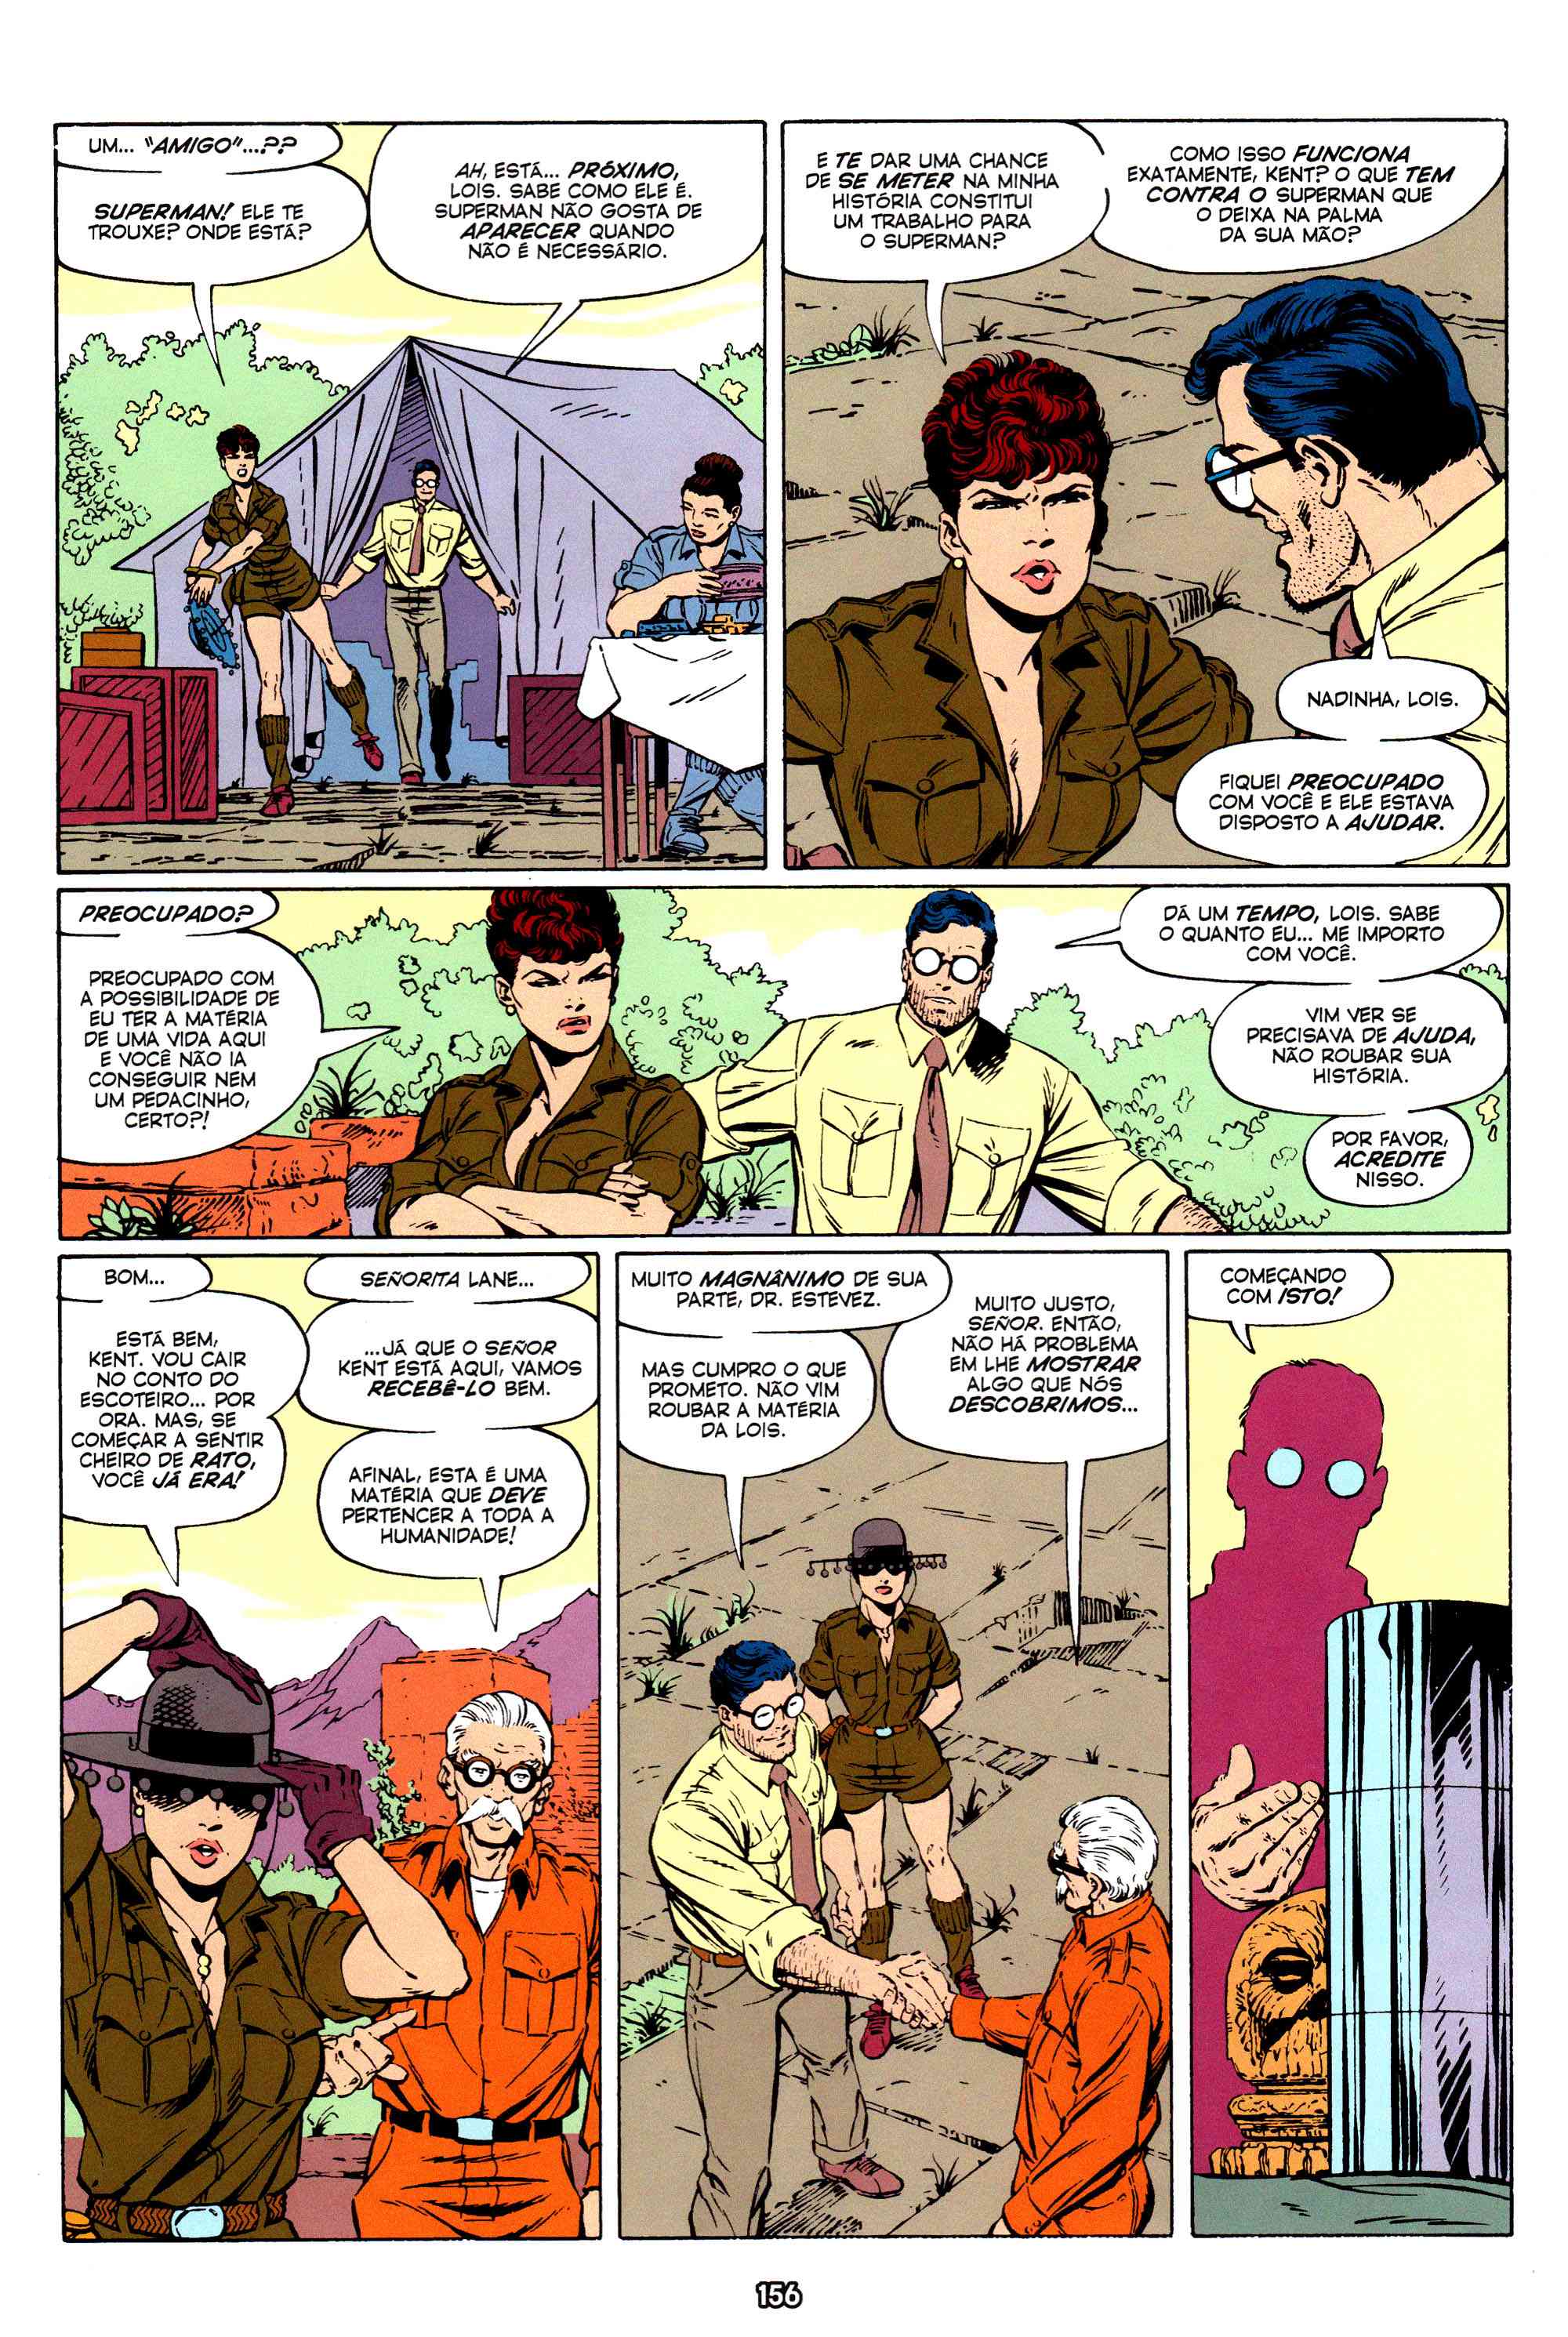 UM... "AMIGO"...??
SUPERMAN! ELE TE
TROUXE? ONDE ESTÁ?
AH, ESTÁ... PRÓXIMO,
LOIS. SABE COMO ELE É.
SUPERMAN NÃO GOSTA DE
APARECER QUANDO
NÃO É NECESSÁRIO.
E TE DAR UMA CHANCE
DE SE METER NA MINHA
HISTÓRIA CONSTITUI
UM TRABALHO PARA
O SUPERMAN?
COMO ISSO FUNCIONA
EXATAMENTE, KENT? O QUE TEM
CONTRA O SUPERMAN QUE
O DEIXA NA PALMA
DA SUA MÃO?
NADINHA, LOIS.
FIQUEI PREOCUPADO
COM VOCÊ E ELE ESTAVA
DISPOSTO A AJUDAR.
PREOCUPADO?
PREOCUPADO COM
A POSSIBILIDADE DE
EU TER A MATÉRIA
DE UMA VIDA AQUI
E VOCÊ NÃO IA
CONSEGUIR NEM
UM PEDACINHO,
CERTO?!
DÁ UM TEMPO, LOIS. SABE
O QUANTO EU... ME IMPORTO
COM VOCÊ.
VIM VER SE
PRECISAVA DE AJUDA,
NÃO ROUBAR SUA
HISTÓRIA.
POR FAVOR,
ACREDITE
NISSO.
BOM...
ESTÁ BEM,
KENT. VOU CAIR
NO CONTO DO
ESCOTEIRO... POR
ORA. MAS, SE
COMEÇAR A SENTIR
CHEIRO DE RATO,
VOCÊ JÁ ERA!
SEÑORITA LANE...
...JÁ QUE O SEÑOR
KENT ESTÁ AQUI, VAMOS
RECEBÊ-LO BEM.
AFINAL, ESTA É UMA
MATÉRIA QUE DEVE
PERTENCER A TODA A
HUMANIDADE!
MUITO MAGNÂNIMO DE SUA
PARTE, DR. ESTEVEZ.
MAS CUMPRO O QUE
PROMETO. NÃO VIM
ROUBAR A MATÉRIA
DA LOIS.
MUITO JUSTO,
SEÑOR. ENTÃO,
NÃO HÁ PROBLEMA
EM LHE MOSTRAR
ALGO QUE NÓS
DESCOBRIMOS...
COMEÇANDO
COM ISTO!
156